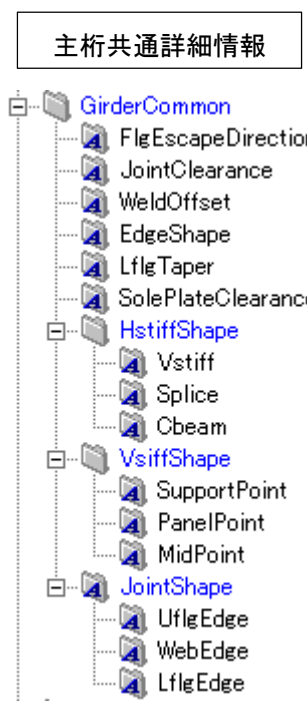 主桁共通詳細情報
GirderCommon
FlgEscapeDirection
JointClearance
WeldOffset
EdgeShape
LflgTaper
SolePlateClearance
HstiffShape
Vstiff
Splice
Cbeam
VsiffShape
SupportPoint
PanelPoint
MidPoint
JointShape
UflgEdge
WebEdge
LflgEdge